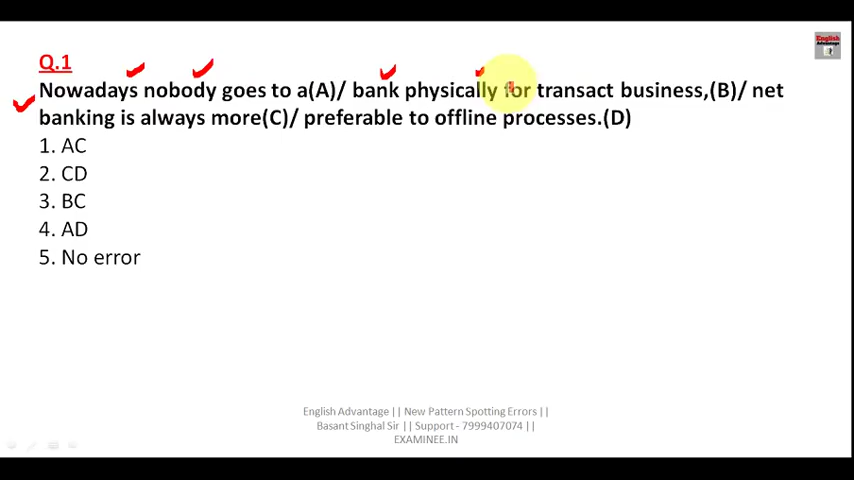 English
Advantage
Q.1
Nowadays nobody goes to a(A)/ bank physically for transact business,(B)/ net
banking is always more(C)/ preferable to offline processes.(D)
1. AC
2. CD
3. BC
4. AD
5. No error
English Advantage || New Pattern Spotting Errors ||
Basant Singhal Sir || Support - 7999407074 ||
EXAMINEE.IN